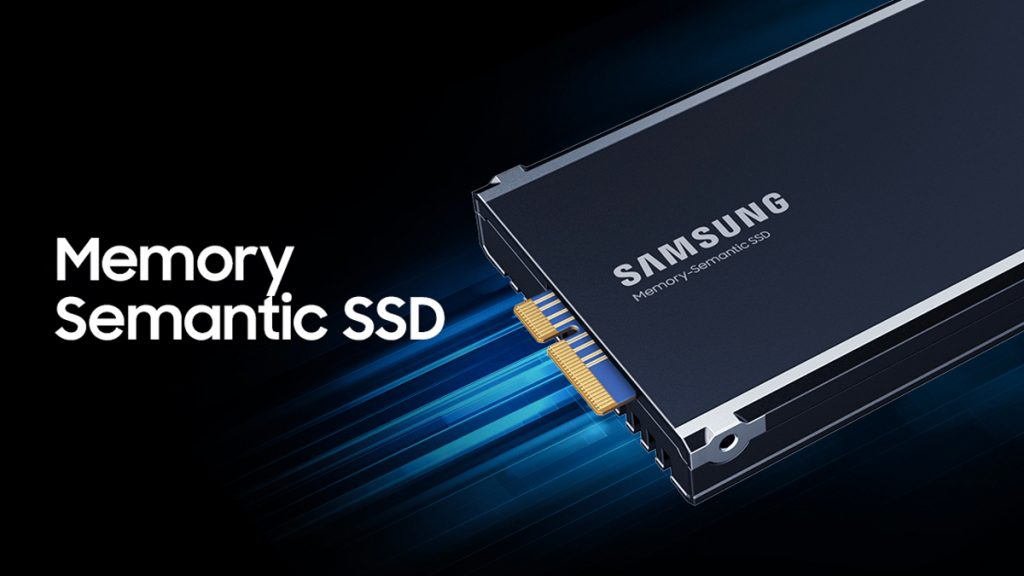 Memory
Semantic SSD
SAMSUNG
Memory-Semantic SSD